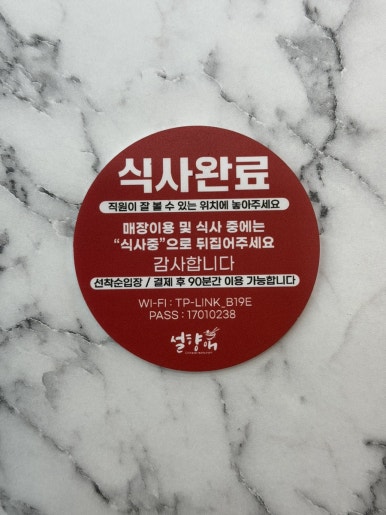 식사완료
직원이 잘 볼 수 있는 위치에 놓아주세요
매장이용 및 식사 중에는
“식사중”으로 뒤집어주세요
감사합니다
선착순입장 / 결제 후 90분간 이용 가능합니다
WI-FI : TP-LINK_B19E
PASS : 17010238
설향애